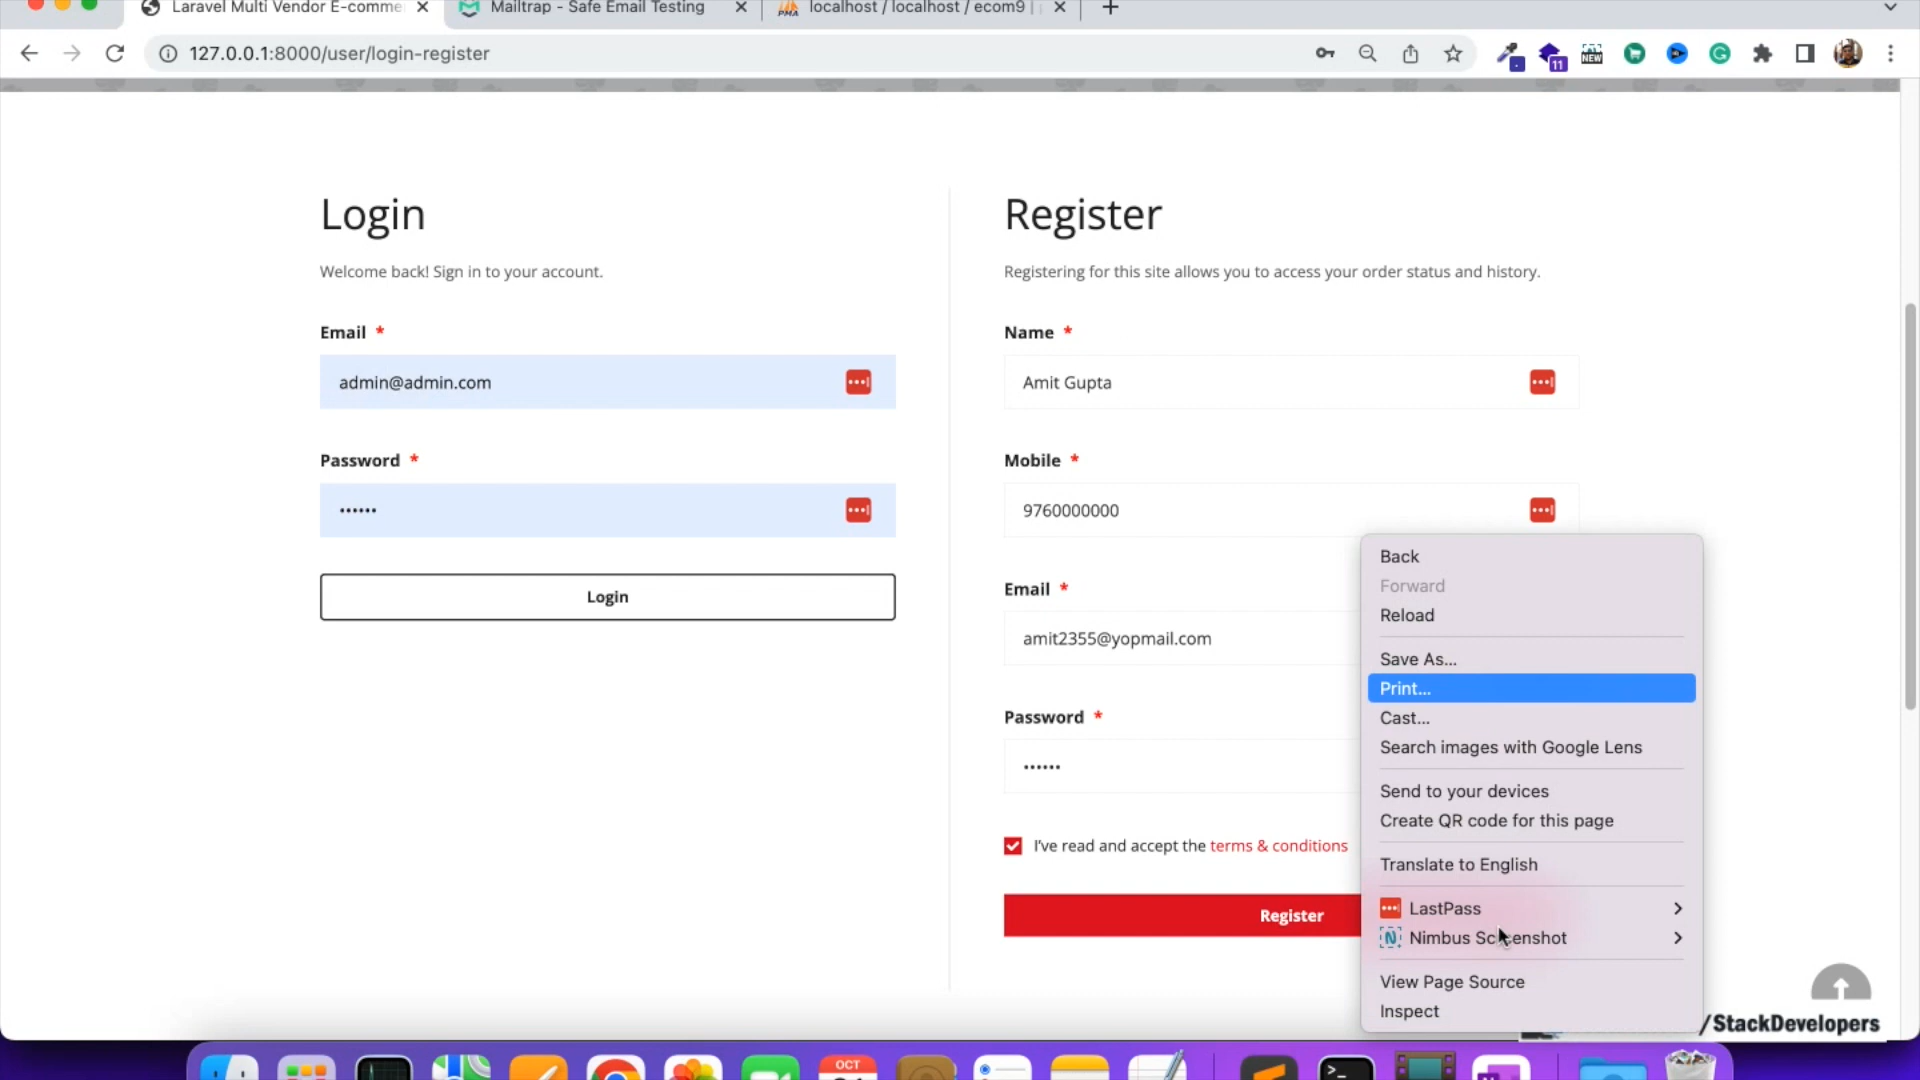 Laravel Multi Vendor E-comme
Mailtrap - Safe Email Testing
localhost / localhost / ecom9 |
127.0.0.1:8000/user/login-register
11
NEW
Login
Welcome back! Sign in to your account.
Email *
admin@admin.com
Password *
••••••
Login
Register
Registering for this site allows you to access your order status and history.
Name *
Amit Gupta
Mobile *
9760000000
Email *
amit2355@yopmail.com
Password *
••••••
I've read and accept the terms & conditions
Register
Back
Forward
Reload
Save As...
Print...
Cast...
Search images with Google Lens
Send to your devices
Create QR code for this page
Translate to English
LastPass
Nimbus Screenshot
View Page Source
Inspect
/StackDevelopers
OCT